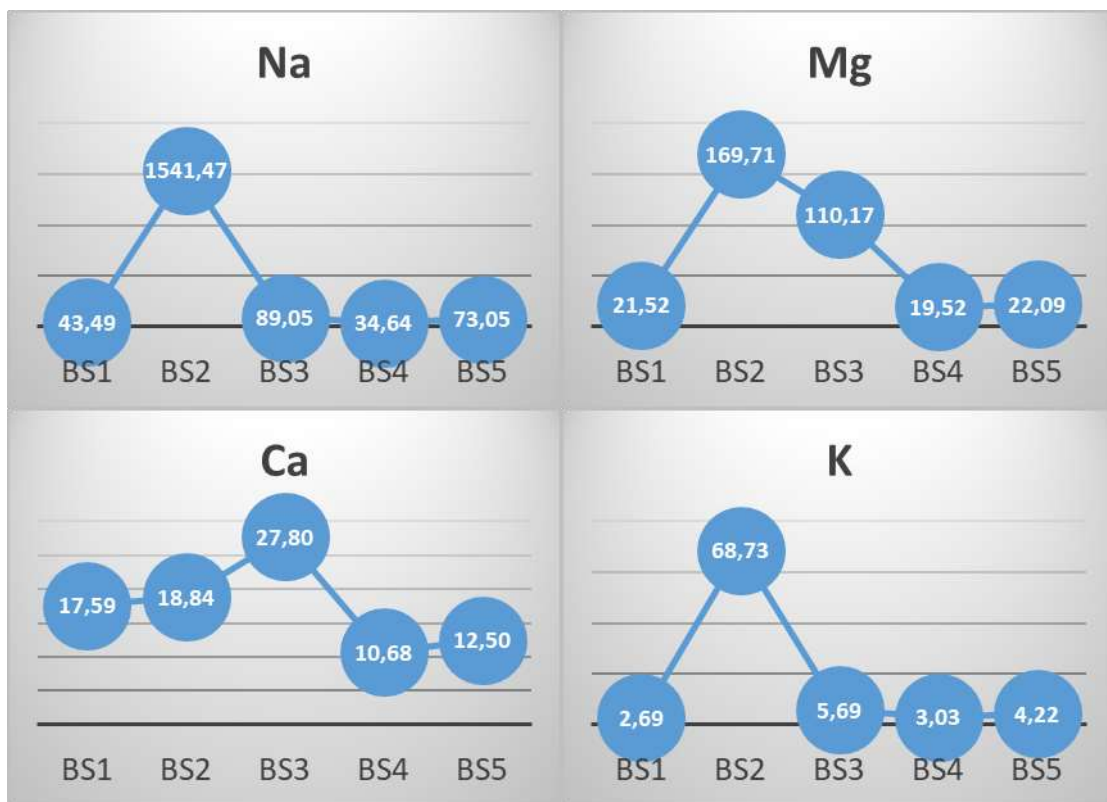 Na
1541,47
43,49
89,05
34,64
73,05
BS1 BS2 BS3 BS4 BS5
Mg
169,71
110,17
21,52
19,52
22,09
BS1 BS2 BS3 BS4 BS5
Ca
27,80
17,59
18,84
10,68
12,50
BS1 BS2 BS3 BS4 BS5
K
68,73
2,69
5,69
3,03
4,22
BS1 BS2 BS3 BS4 BS5